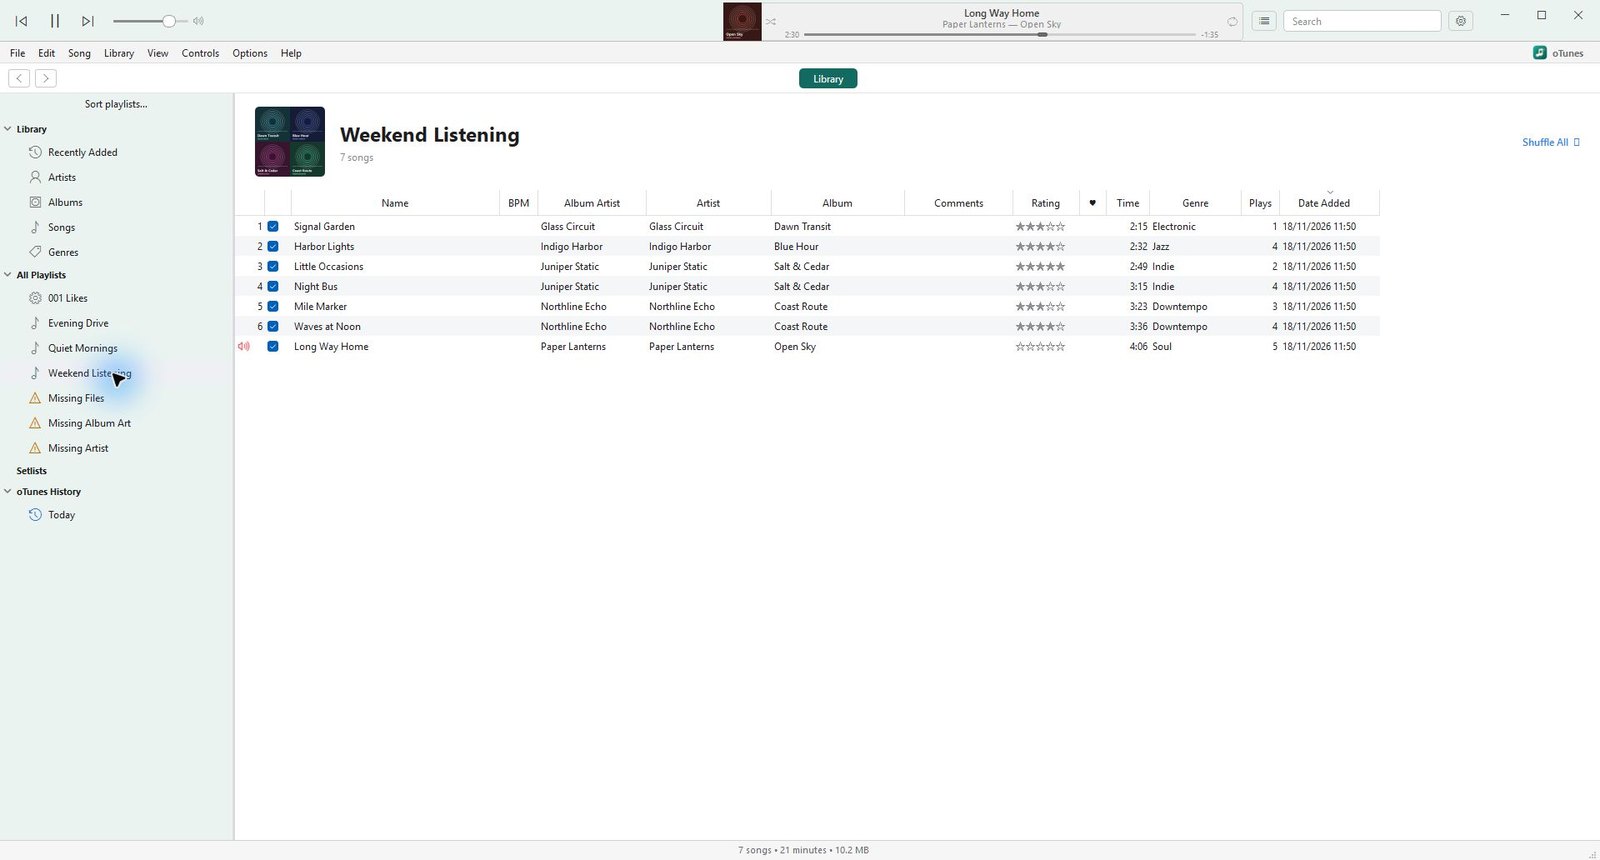 Open Sky
Long Way Home
Paper Lanterns — Open Sky
2:30
-1:35
Search
File Edit Song Library View Controls Options Help
oTunes
Library
Sort playlists...
Library
Recently Added
Artists
Albums
Songs
Genres
All Playlists
001 Likes
Evening Drive
Quiet Mornings
Weekend Listening
Missing Files
Missing Album Art
Missing Artist
Setlists
oTunes History
Today
Dawn Transit
Blue Hour
Salt & Cedar
Coast Route
Weekend Listening
7 songs
Shuffle All
Name BPM Album Artist Artist Album Comments Rating ♥ Time Genre Plays Date Added
1 Signal Garden Glass Circuit Glass Circuit Dawn Transit ★★★☆☆ 2:15 Electronic 1 18/11/2026 11:50
2 Harbor Lights Indigo Harbor Indigo Harbor Blue Hour ★★★★☆ 2:32 Jazz 4 18/11/2026 11:50
3 Little Occasions Juniper Static Juniper Static Salt & Cedar ★★★★★ 2:49 Indie 2 18/11/2026 11:50
4 Night Bus Juniper Static Juniper Static Salt & Cedar ★★★★☆ 3:15 Indie 4 18/11/2026 11:50
5 Mile Marker Northline Echo Northline Echo Coast Route ★★★☆☆ 3:23 Downtempo 3 18/11/2026 11:50
6 Waves at Noon Northline Echo Northline Echo Coast Route ★★★★☆ 3:36 Downtempo 4 18/11/2026 11:50
Long Way Home Paper Lanterns Paper Lanterns Open Sky ☆☆☆☆☆ 4:06 Soul 5 18/11/2026 11:50
7 songs • 21 minutes • 10.2 MB